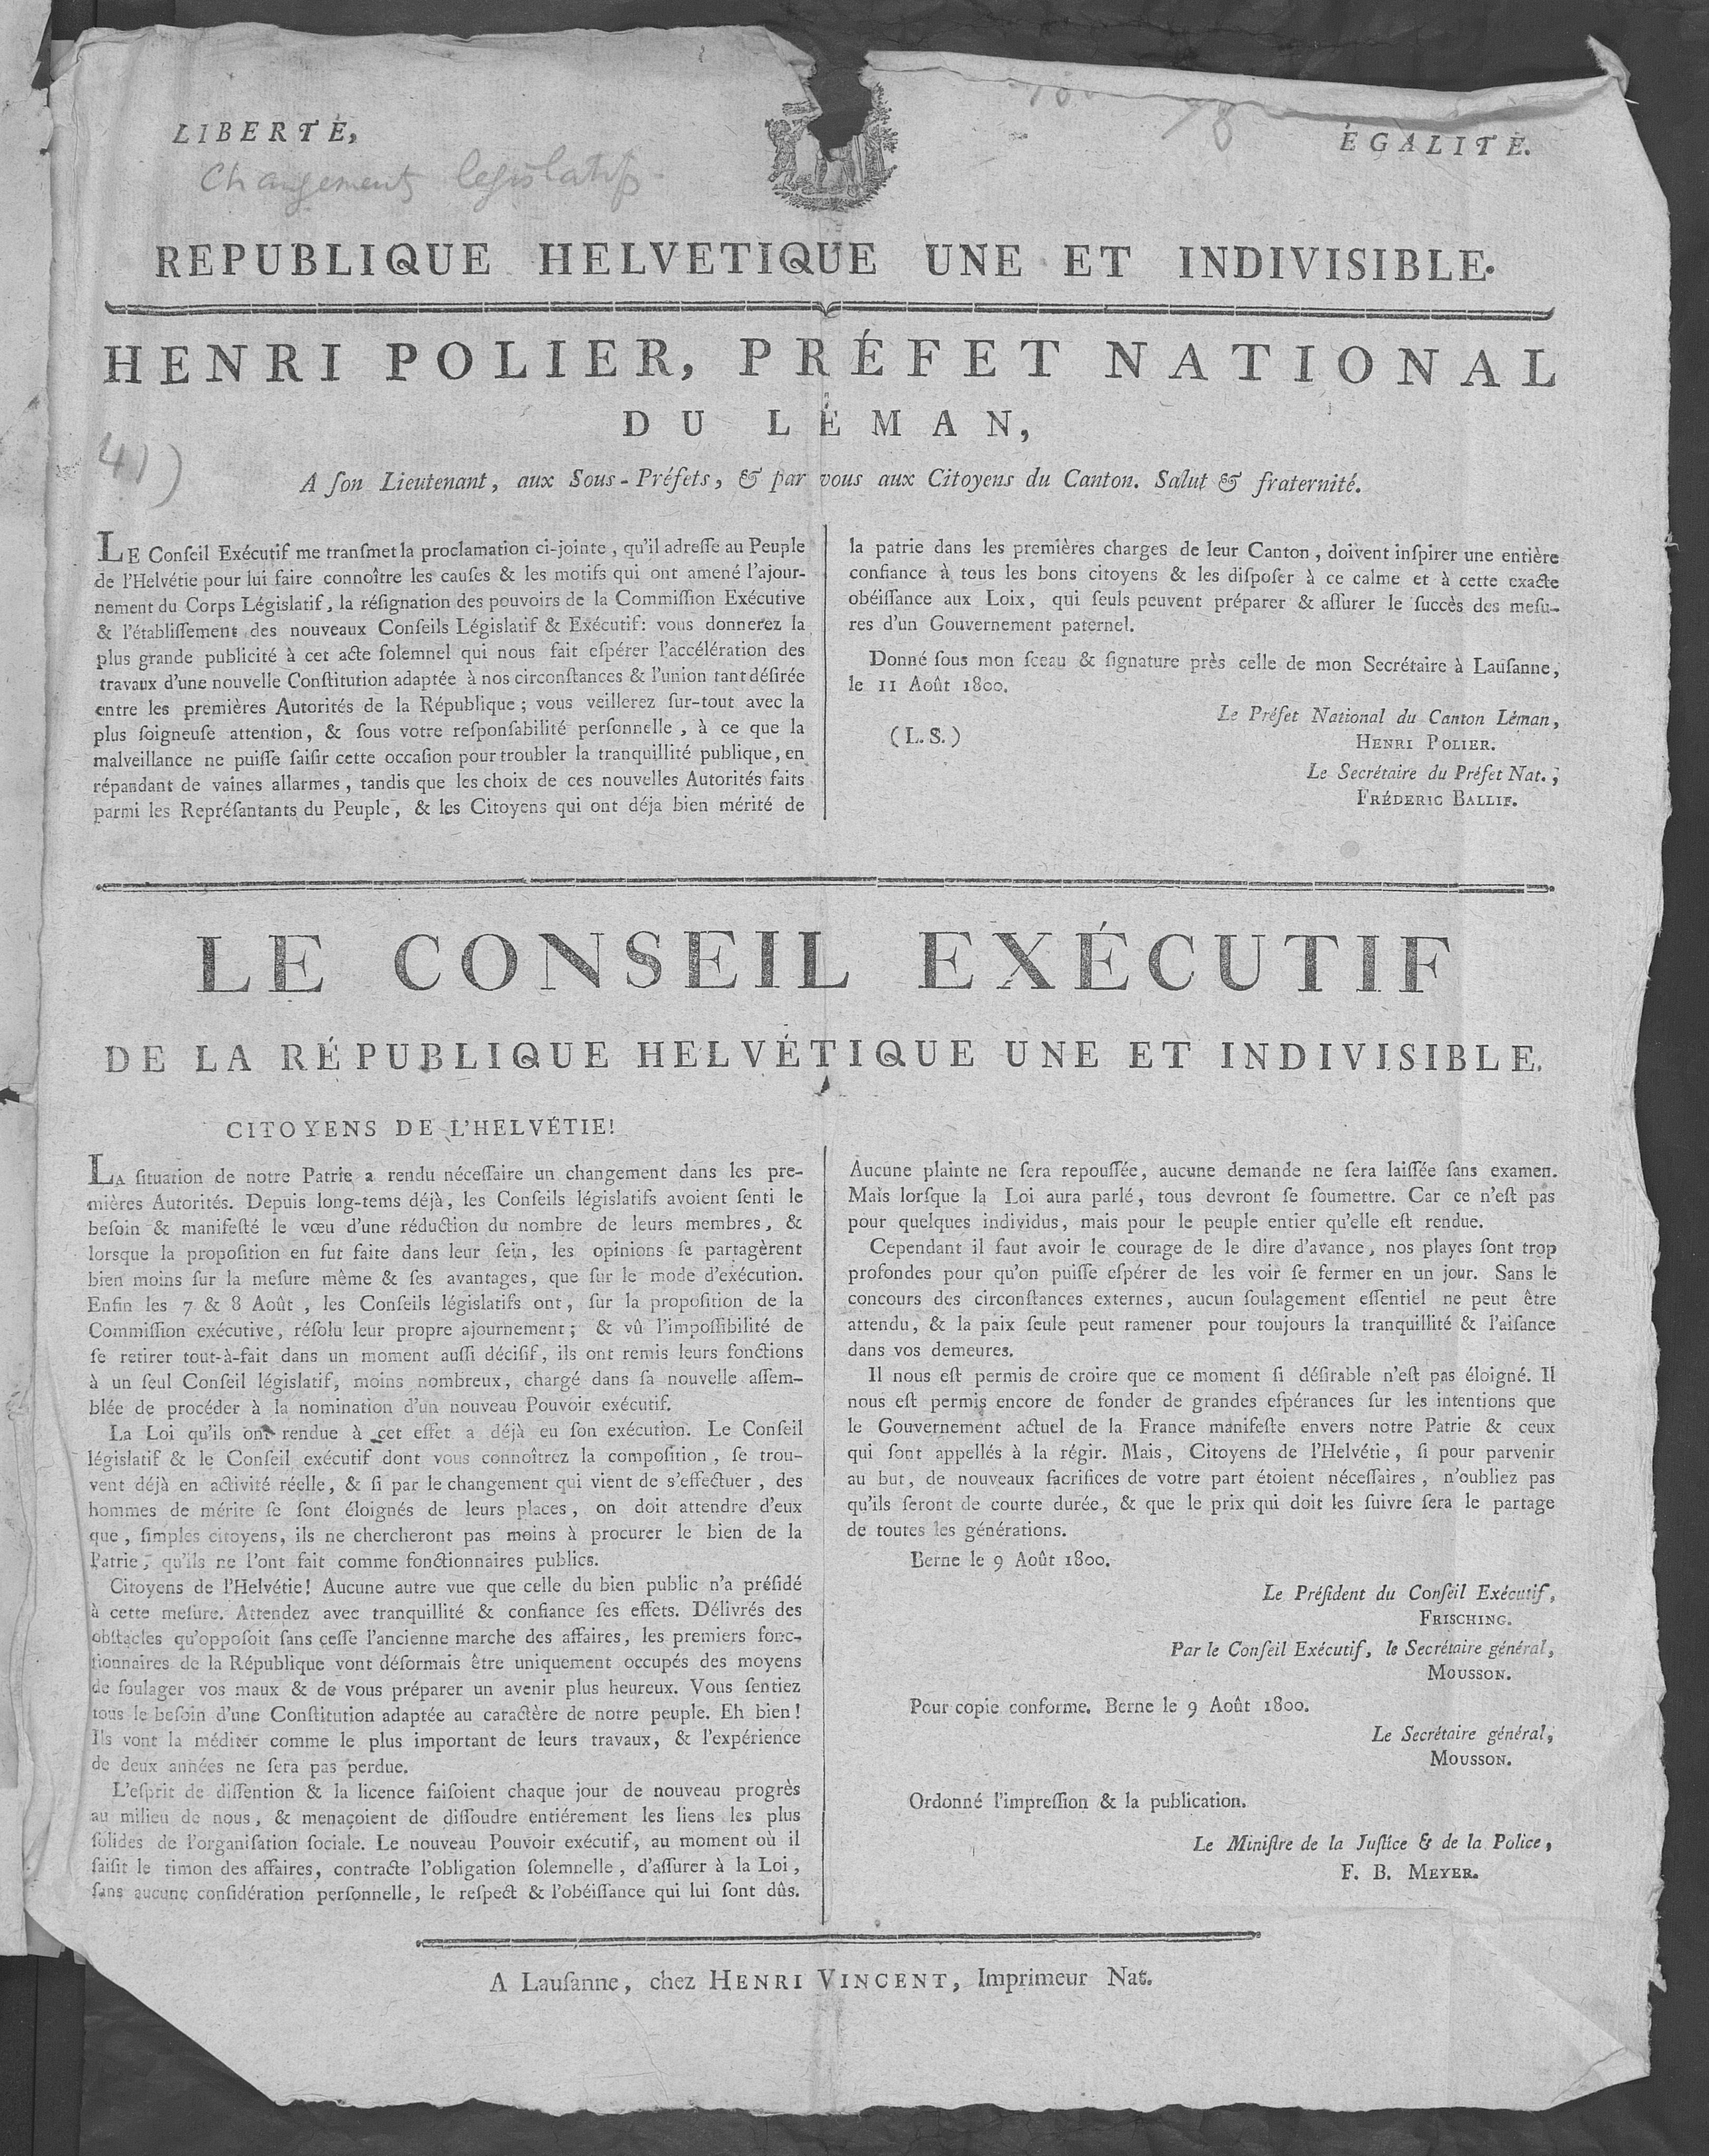 LIBERTÉ,
ÉGALITÉ.
Changements législatifs
REPUBLIQUE HELVETIQUE UNE ET INDIVISIBLE.
HENRI POLIER, PRÉFET NATIONAL
DU LÉMAN,
41)
A ſon Lieutenant, aux Sous-Préfets, & par vous aux Citoyens du Canton. Salut & fraternité.
LE Conſeil Exécutif me tranſmet la proclamation ci-jointe, qu'il adreſſe au Peuple
de l'Helvétie pour lui faire connoître les cauſes & les motifs qui ont amené l'ajour-
nement du Corps Légiſlatif, la réſignation des pouvoirs de la Commiſſion Exécutive
& l'établiſſement des nouveaux Conſeils Légiſlatif & Exécutif: vous donnerez la
plus grande publicité à cet acte ſolemnel qui nous fait eſpérer l'accélération des
travaux d'une nouvelle Conſtitution adaptée à nos circonſtances & l'union tant déſirée
entre les premières Autorités de la République; vous veillerez ſur-tout avec la
plus ſoigneuſe attention, & ſous votre reſponſabilité perſonnelle, à ce que la
malveillance ne puiſſe ſaiſir cette occaſion pour troubler la tranquillité publique, en
répandant de vaines allarmes, tandis que les choix de ces nouvelles Autorités faits
parmi les Repréſantants du Peuple, & les Citoyens qui ont déja bien mérité de
la patrie dans les premières charges de leur Canton, doivent inſpirer une entière
confiance à tous les bons citoyens & les diſpoſer à ce calme et à cette exacte
obéiſſance aux Loix, qui ſeuls peuvent préparer & aſſurer le ſuccès des meſu-
res d'un Gouvernement paternel.
Donné ſous mon ſceau & ſignature près celle de mon Secrétaire à Lauſanne,
le 11 Août 1800.
Le Préfet National du Canton Léman,
(L. S.)
HENRI POLIER.
Le Secrétaire du Préfet Nat.,
FRÉDERIC BALLIF.
LE CONSEIL EXÉCUTIF
DE LA RÉPUBLIQUE HELVÉTIQUE UNE ET INDIVISIBLE.
CITOYENS DE L'HELVÉTIE!
LA ſituation de notre Patrie a rendu néceſſaire un changement dans les pre-
mières Autorités. Depuis long-tems déjà, les Conſeils légiſlatifs avoient ſenti le
beſoin & manifeſté le vœu d'une réduction du nombre de leurs membres, &
lorsque la propoſition en fut faite dans leur ſein, les opinions ſe partagèrent
bien moins ſur la meſure même & ſes avantages, que ſur le mode d'exécution.
Enfin les 7 & 8 Août, les Conſeils légiſlatifs ont, ſur la propoſition de la
Commiſſion exécutive, réſolu leur propre ajournement; & vû l'impoſſibilité de
ſe retirer tout-à-fait dans un moment auſſi déciſif, ils ont remis leurs fonctions
à un ſeul Conſeil légiſlatif, moins nombreux, chargé dans ſa nouvelle aſſem-
blée de procéder à la nomination d'un nouveau Pouvoir exécutif.
La Loi qu'ils ont rendue à cet effet a déjà eu ſon exécution. Le Conſeil
légiſlatif & le Conſeil exécutif dont vous connoîtrez la compoſition, ſe trou-
vent déjà en activité réelle, & ſi par le changement qui vient de s'effectuer, des
hommes de mérite ſe ſont éloignés de leurs places, on doit attendre d'eux
que, ſimples citoyens, ils ne chercheront pas moins à procurer le bien de la
Patrie, qu'ils ne l'ont fait comme fonctionnaires publics.
Citoyens de l'Helvétie! Aucune autre vue que celle du bien public n'a préſidé
à cette meſure. Attendez avec tranquillité & confiance ſes effets. Délivrés des
obſtacles qu'oppoſoit ſans ceſſe l'ancienne marche des affaires, les premiers fonc-
tionnaires de la République vont déſormais être uniquement occupés des moyens
de ſoulager vos maux & de vous préparer un avenir plus heureux. Vous ſentiez
tous le beſoin d'une Conſtitution adaptée au caractère de notre peuple. Eh bien!
Ils vont la méditer comme le plus important de leurs travaux, & l'expérience
de deux années ne ſera pas perdue.
L'eſprit de diſſention & la licence faiſoient chaque jour de nouveau progrès
au milieu de nous, & menaçoient de diſſoudre entiérement les liens les plus
ſolides de l'organiſation ſociale. Le nouveau Pouvoir exécutif, au moment où il
ſaiſit le timon des affaires, contracte l'obligation ſolemnelle, d'aſſurer à la Loi,
ſans aucune conſidération perſonnelle, le reſpect & l'obéiſſance qui lui ſont dûs.
Aucune plainte ne ſera repouſſée, aucune demande ne ſera laiſſée ſans examen.
Mais lorſque la Loi aura parlé, tous devront ſe ſoumettre. Car ce n'eſt pas
pour quelques individus, mais pour le peuple entier qu'elle eſt rendue.
Cependant il faut avoir le courage de le dire d'avance, nos playes ſont trop
profondes pour qu'on puiſſe eſpérer de les voir ſe fermer en un jour. Sans le
concours des circonſtances externes, aucun ſoulagement eſſentiel ne peut être
attendu, & la paix ſeule peut ramener pour toujours la tranquillité & l'aiſance
dans vos demeures.
Il nous eſt permis de croire que ce moment ſi déſirable n'eſt pas éloigné. Il
nous eſt permis encore de fonder de grandes eſpérances ſur les intentions que
le Gouvernement actuel de la France manifeſte envers notre Patrie & ceux
qui ſont appellés à la régir. Mais, Citoyens de l'Helvétie, ſi pour parvenir
au but, de nouveaux ſacrifices de votre part étoient néceſſaires, n'oubliez pas
qu'ils ſeront de courte durée, & que le prix qui doit les ſuivre ſera le partage
de toutes les générations.
Berne le 9 Août 1800.
Le Préſident du Conſeil Exécutif,
FRISCHING.
Par le Conſeil Exécutif, le Secrétaire général,
MOUSSON.
Pour copie conforme. Berne le 9 Août 1800.
Le Secrétaire général,
MOUSSON.
Ordonné l'impreſſion & la publication.
Le Miniſtre de la Juſtice & de la Police,
F. B. MEYER.
A Lauſanne, chez HENRI VINCENT, Imprimeur Nat.